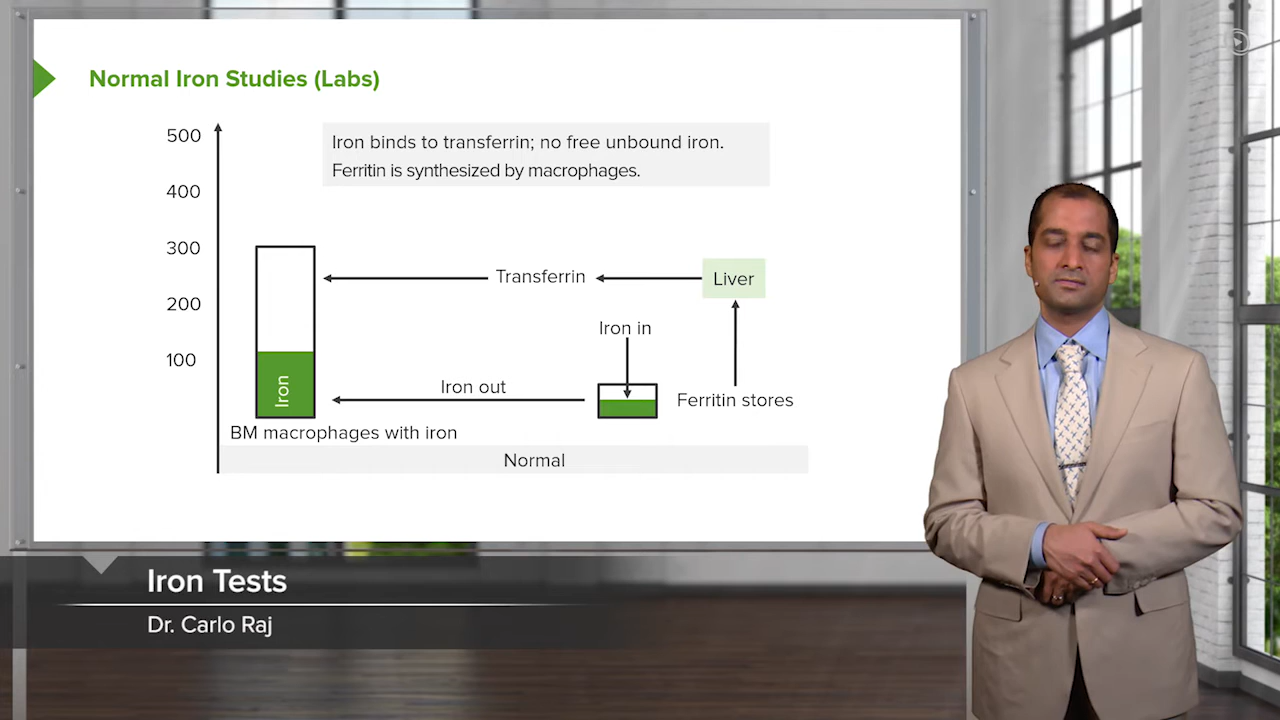 Normal Iron Studies (Labs)
500
400
300
200
100
Iron binds to transferrin; no free unbound iron.
Ferritin is synthesized by macrophages.
Transferrin
Liver
Iron in
Iron out
Ferritin stores
Iron
BM macrophages with iron
Normal
Iron Tests
Dr. Carlo Raj